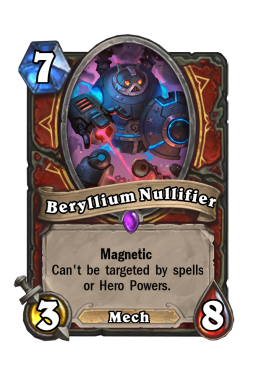 7
Beryllium Nullifier
Magnetic
Can't be targeted by spells
or Hero Powers.
3
Mech
8